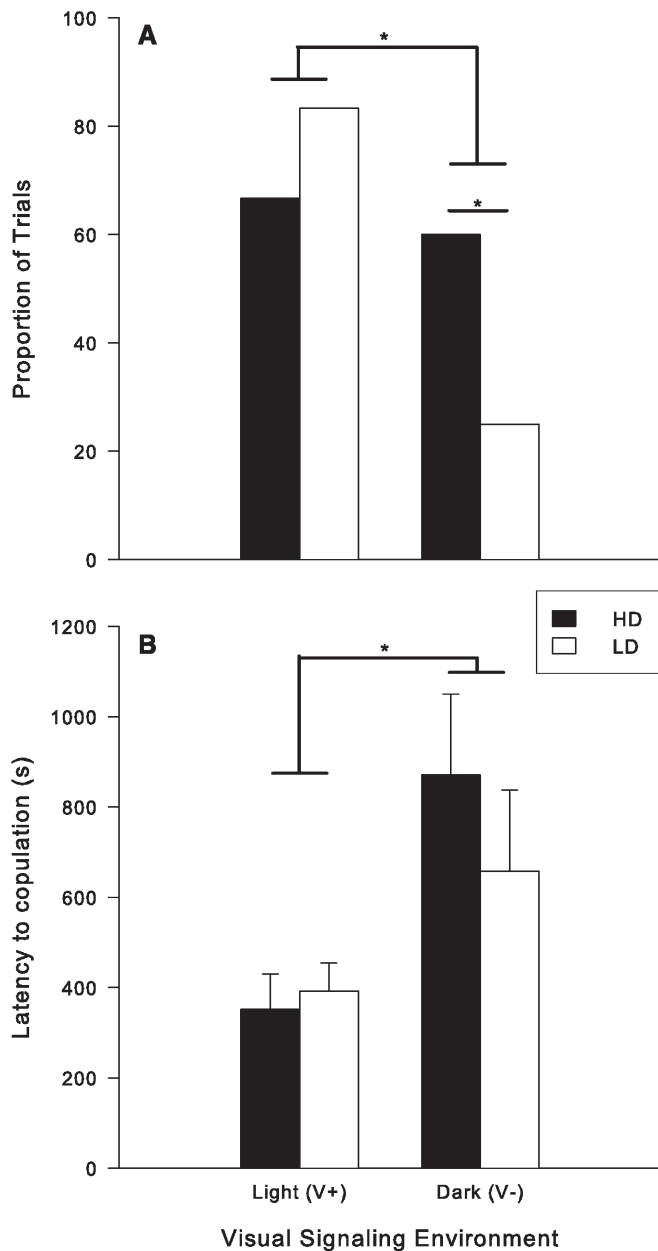 A
*
*
100
80
60
40
20
0
Proportion of Trials
HD
LD
B
*
1200
1000
800
600
400
200
0
Latency to copulation (s)
Light (V+)
Dark (V-)
Visual Signaling Environment